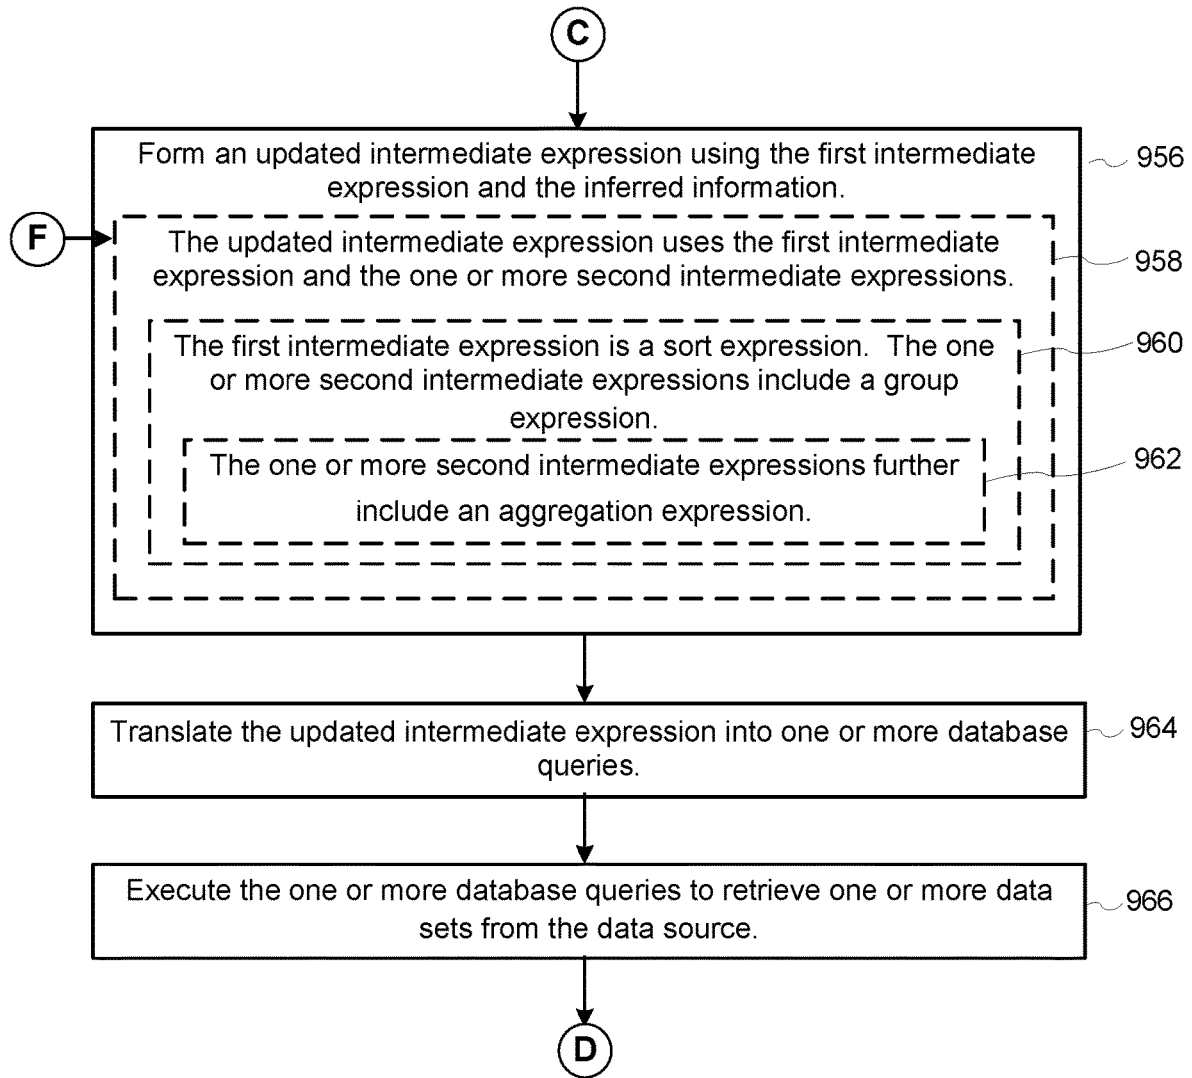 C
Form an updated intermediate expression using the first intermediate
expression and the inferred information.
956
F
The updated intermediate expression uses the first intermediate
expression and the one or more second intermediate expressions.
958
The first intermediate expression is a sort expression. The one
or more second intermediate expressions include a group
expression.
960
The one or more second intermediate expressions further
include an aggregation expression.
962
Translate the updated intermediate expression into one or more database
queries.
964
Execute the one or more database queries to retrieve one or more data
sets from the data source.
966
D